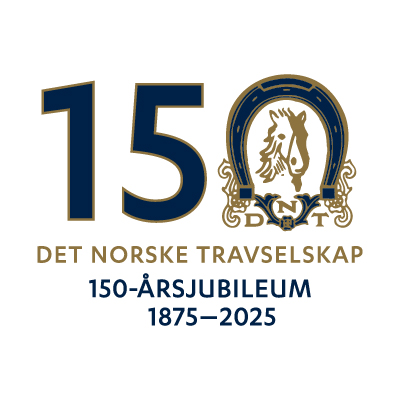 150
DNT
DET NORSKE TRAVSELSKAP
150-ÅRSJUBILEUM
1875–2025